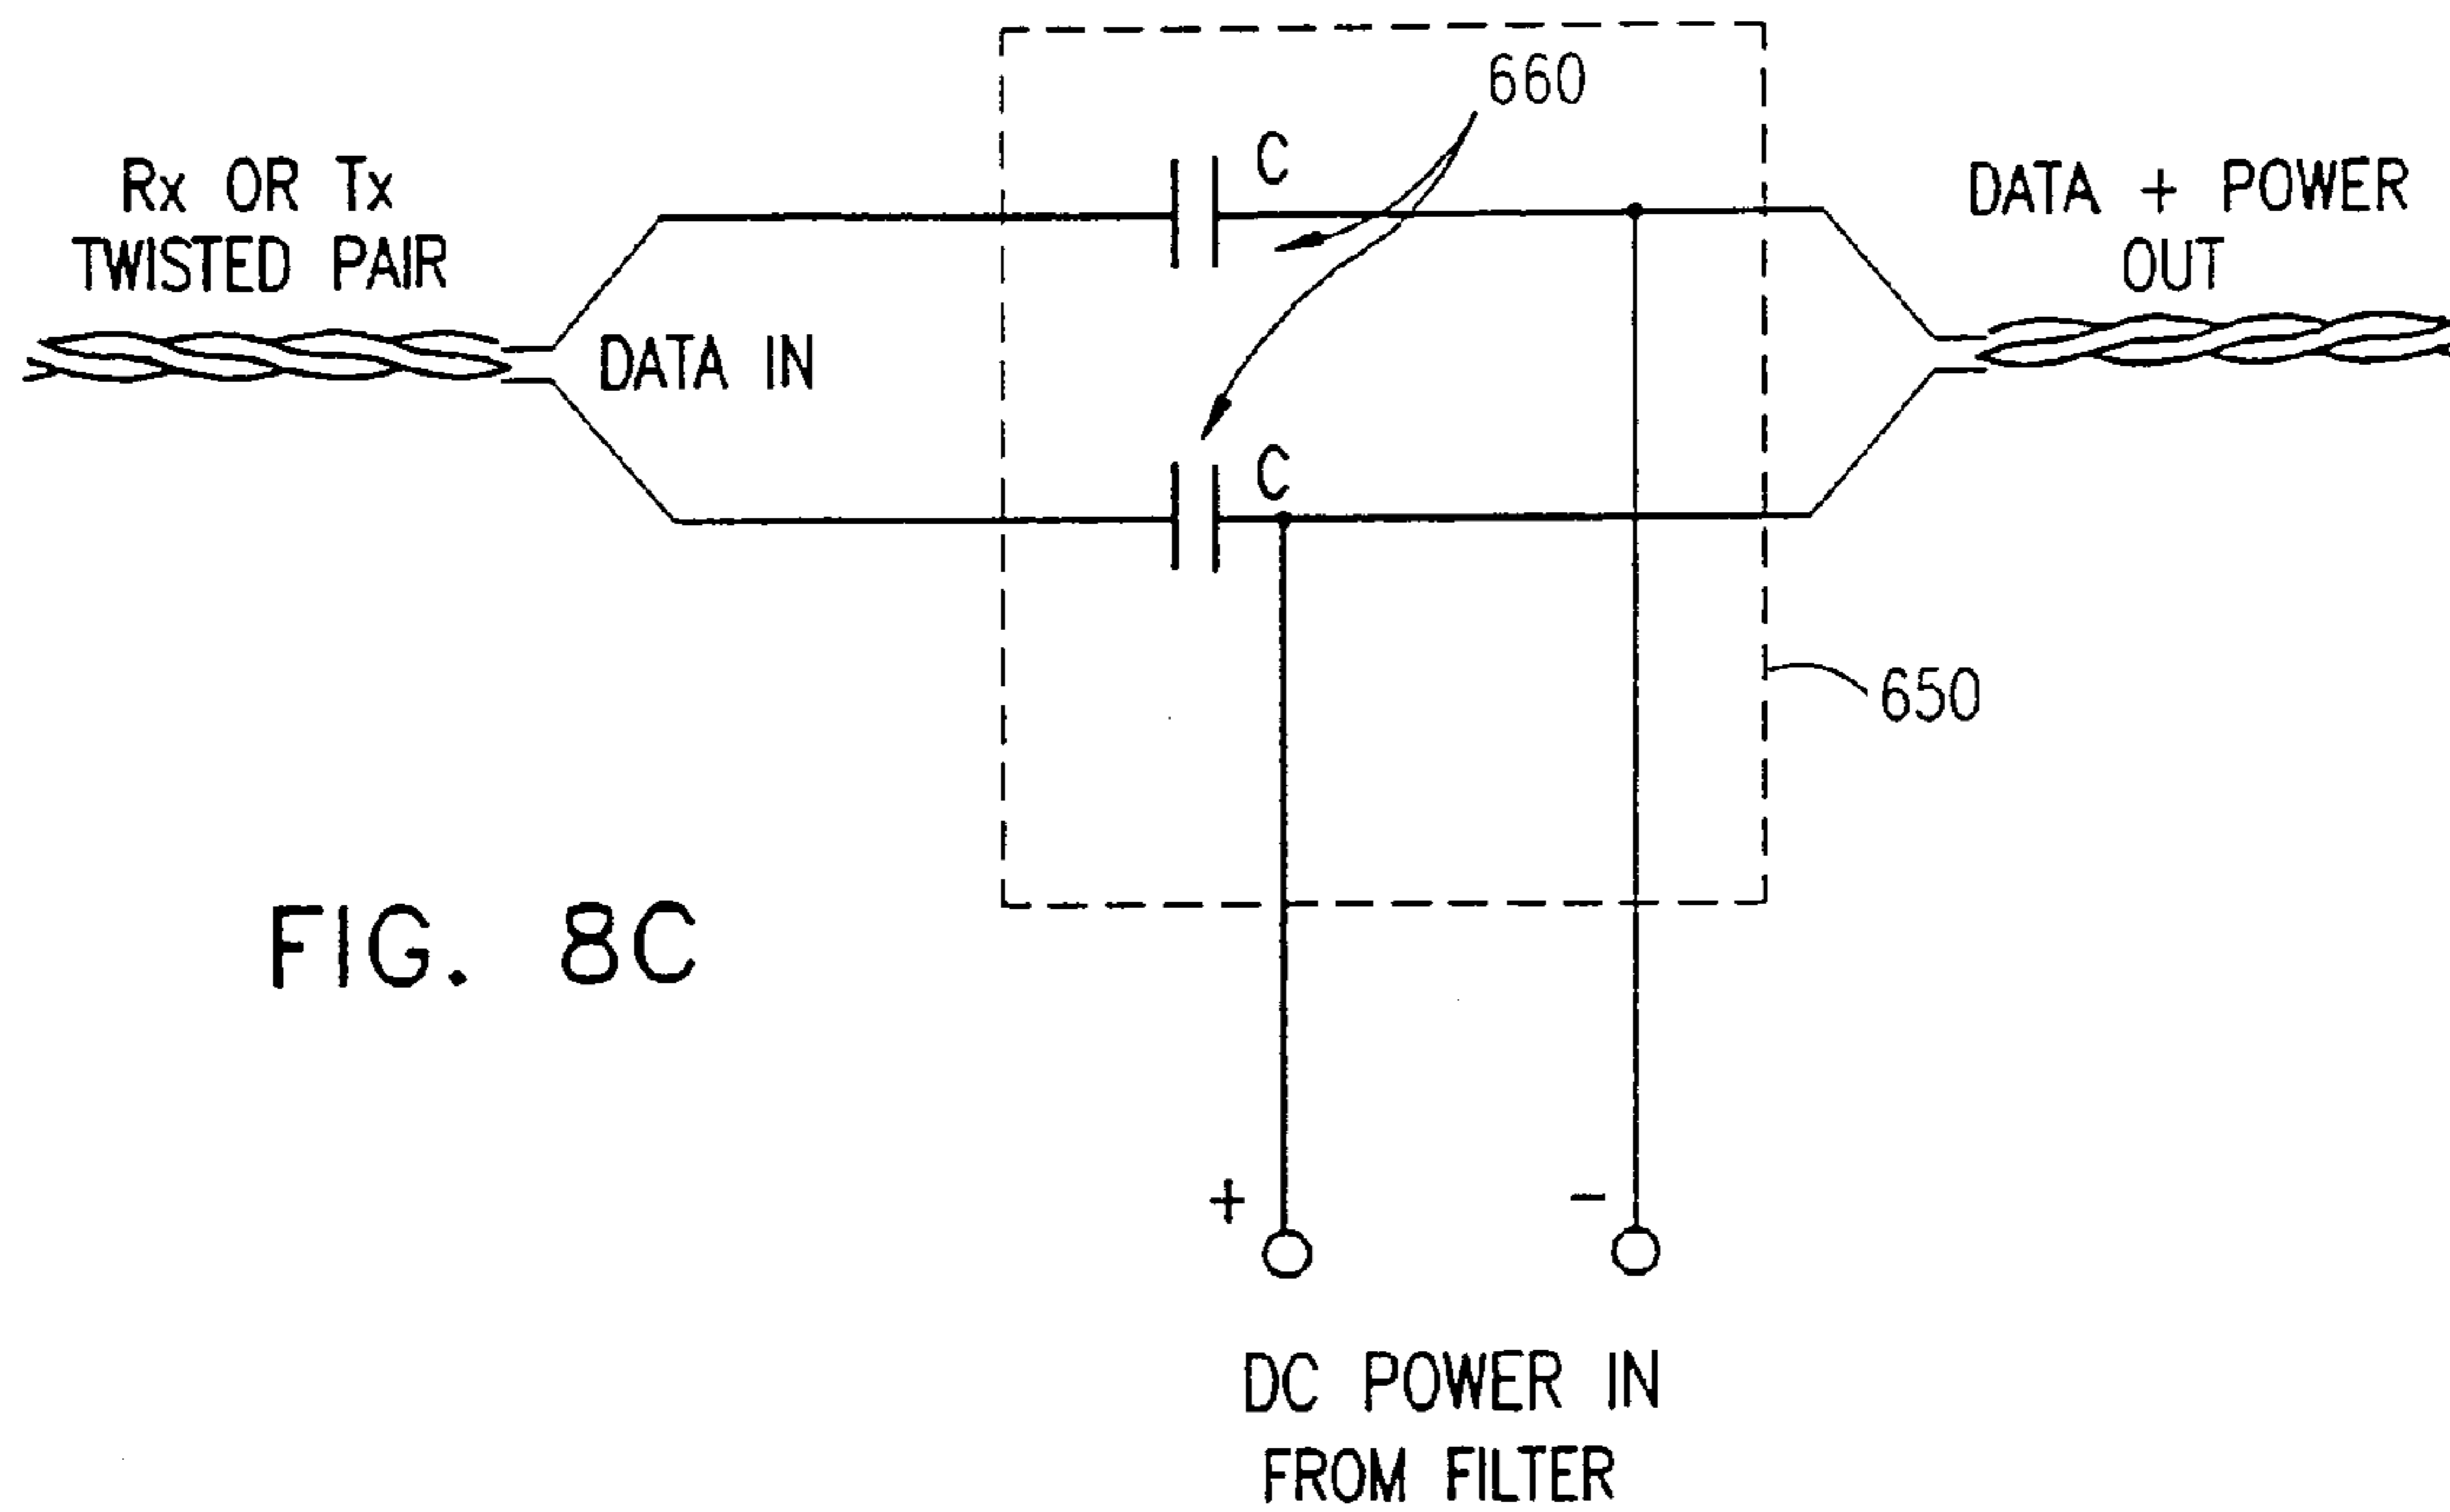 660
C
Rx OR Tx
TWISTED PAIR
DATA + POWER
OUT
DATA IN
C
650
FIG. 8C
+
−
DC POWER IN
FROM FILTER